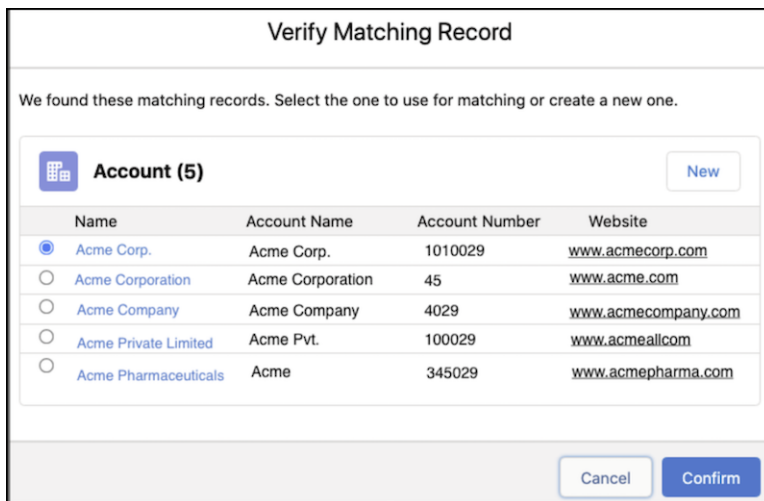 Verify Matching Record
We found these matching records. Select the one to use for matching or create a new one.
Account (5) New
Name Account Name Account Number Website
Acme Corp. Acme Corp. 1010029 www.acmecorp.com
Acme Corporation Acme Corporation 45 www.acme.com
Acme Company Acme Company 4029 www.acmecompany.com
Acme Private Limited Acme Pvt. 100029 www.acmeallcom
Acme Pharmaceuticals Acme 345029 www.acmepharma.com
Cancel Confirm